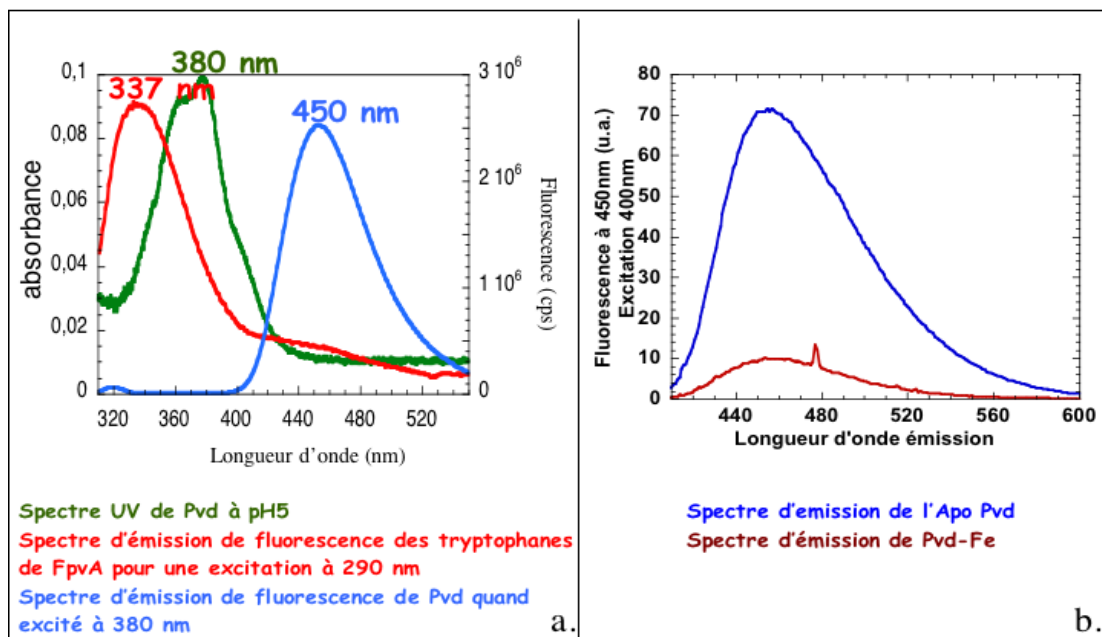 380 nm
337 nm
450 nm
0,1
0,08
0,06
0,04
0,02
0
absorbance
3 10⁶
2 10⁶
1 10⁶
0
Fluorescence (cps)
320 360 400 440 480 520
Longueur d'onde (nm)
Spectre UV de Pvd à pH5
Spectre d'émission de fluorescence des tryptophanes
de FpvA pour une excitation à 290 nm
Spectre d'émission de fluorescence de Pvd quand
excité à 380 nm
a.
80
70
60
50
40
30
20
10
0
Fluorescence à 450nm (u.a.)
Excitation 400nm
440 480 520 560 600
Longueur d'onde émission
Spectre d'emission de l'Apo Pvd
Spectre d'émission de Pvd-Fe
b.